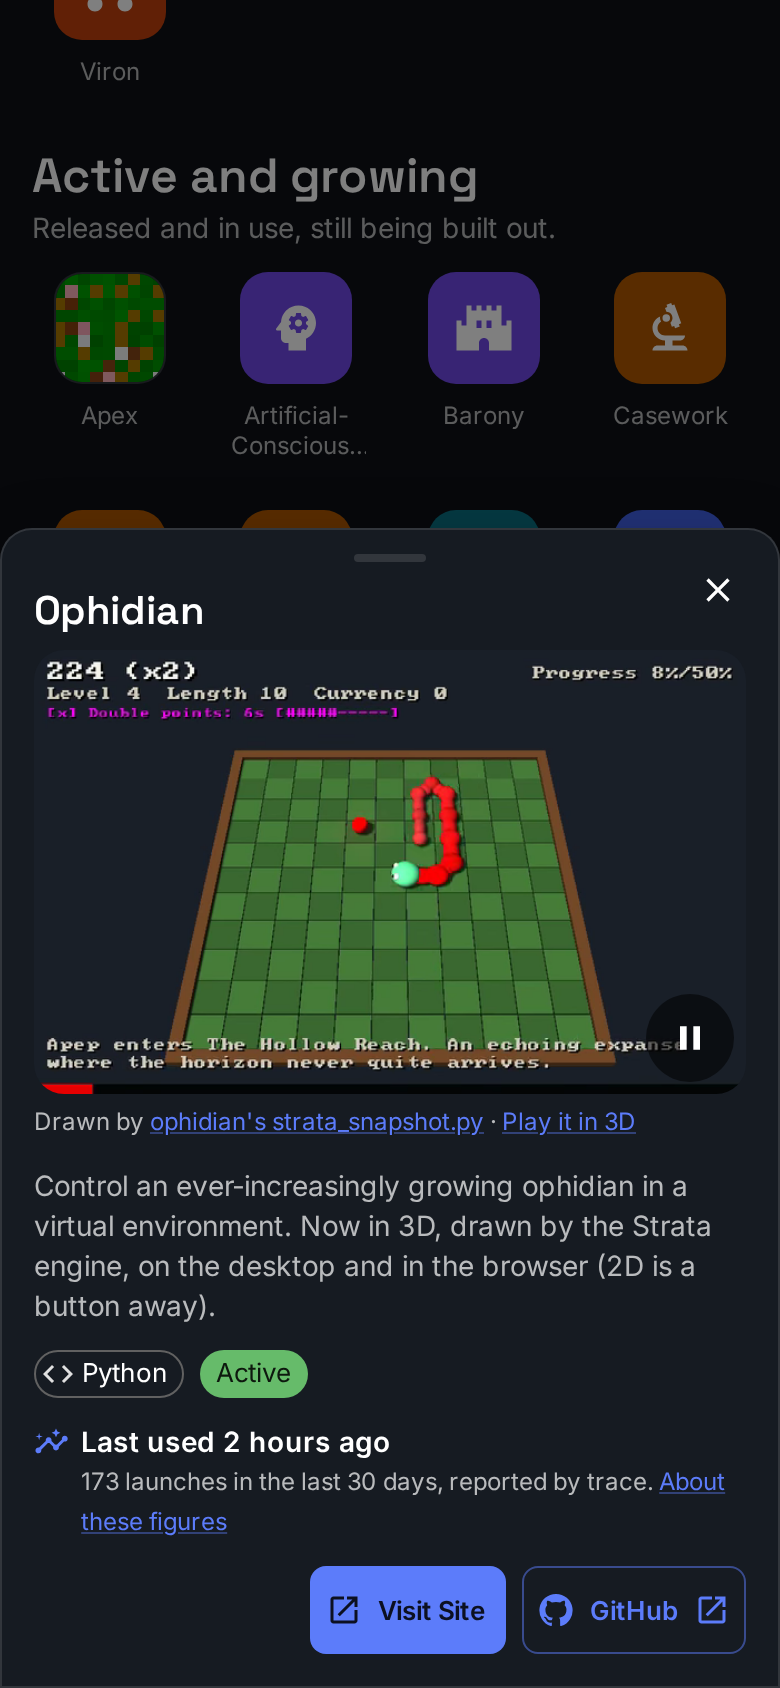 Viron
Active and growing
Released and in use, still being built out.
Apex
Artificial-
Conscious...
Barony
Casework
Ophidian
224 (x2)
Progress 8%/50%
Level 4 Length 10 Currency 0
[x] Double points: 6s [#####-----]
Apep enters The Hollow Reach. An echoing expanse
where the horizon never quite arrives.
Drawn by ophidian's strata_snapshot.py · Play it in 3D
Control an ever-increasingly growing ophidian in a
virtual environment. Now in 3D, drawn by the Strata
engine, on the desktop and in the browser (2D is a
button away).
Python
Active
Last used 2 hours ago
173 launches in the last 30 days, reported by trace. About
these figures
Visit Site
GitHub